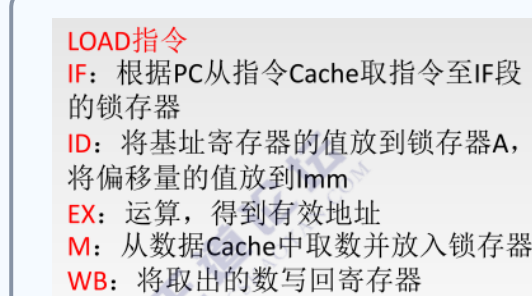 LOAD指令
IF：根据PC从指令Cache取指令至IF段
的锁存器
ID：将基址寄存器的值放到锁存器A，
将偏移量的值放到Imm
EX：运算，得到有效地址
M：从数据Cache中取数并放入锁存器
WB：将取出的数写回寄存器